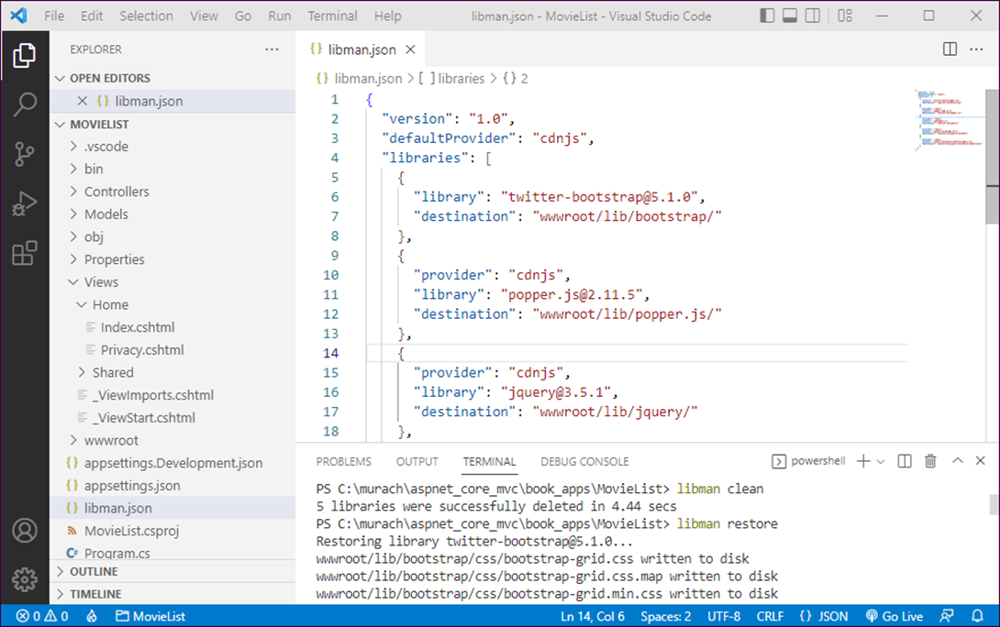 File Edit Selection View Go Run Terminal Help libman.json - MovieList - Visual Studio Code
EXPLORER
OPEN EDITORS
{} libman.json
MOVIELIST
.vscode
bin
Controllers
Models
obj
Properties
Views
Home
Index.cshtml
Privacy.cshtml
Shared
_ViewImports.cshtml
_ViewStart.cshtml
wwwroot
{} appsettings.Development.json
{} appsettings.json
{} libman.json
MovieList.csproj
C# Program.cs
OUTLINE
TIMELINE
{} libman.json
{} libman.json > [ ] libraries > {} 2
1 {
2 "version": "1.0",
3 "defaultProvider": "cdnjs",
4 "libraries": [
5 {
6 "library": "twitter-bootstrap@5.1.0",
7 "destination": "wwwroot/lib/bootstrap/"
8 },
9 {
10 "provider": "cdnjs",
11 "library": "popper.js@2.11.5",
12 "destination": "wwwroot/lib/popper.js/"
13 },
14 {
15 "provider": "cdnjs",
16 "library": "jquery@3.5.1",
17 "destination": "wwwroot/lib/jquery/"
18 },
PROBLEMS OUTPUT TERMINAL DEBUG CONSOLE powershell
PS C:\murach\aspnet_core_mvc\book_apps\MovieList> libman clean
5 libraries were successfully deleted in 4.44 secs
PS C:\murach\aspnet_core_mvc\book_apps\MovieList> libman restore
Restoring library twitter-bootstrap@5.1.0...
wwwroot/lib/bootstrap/css/bootstrap-grid.css written to disk
wwwroot/lib/bootstrap/css/bootstrap-grid.css.map written to disk
wwwroot/lib/bootstrap/css/bootstrap-grid.min.css written to disk
0 0 MovieList Ln 14, Col 6 Spaces: 2 UTF-8 CRLF {} JSON Go Live